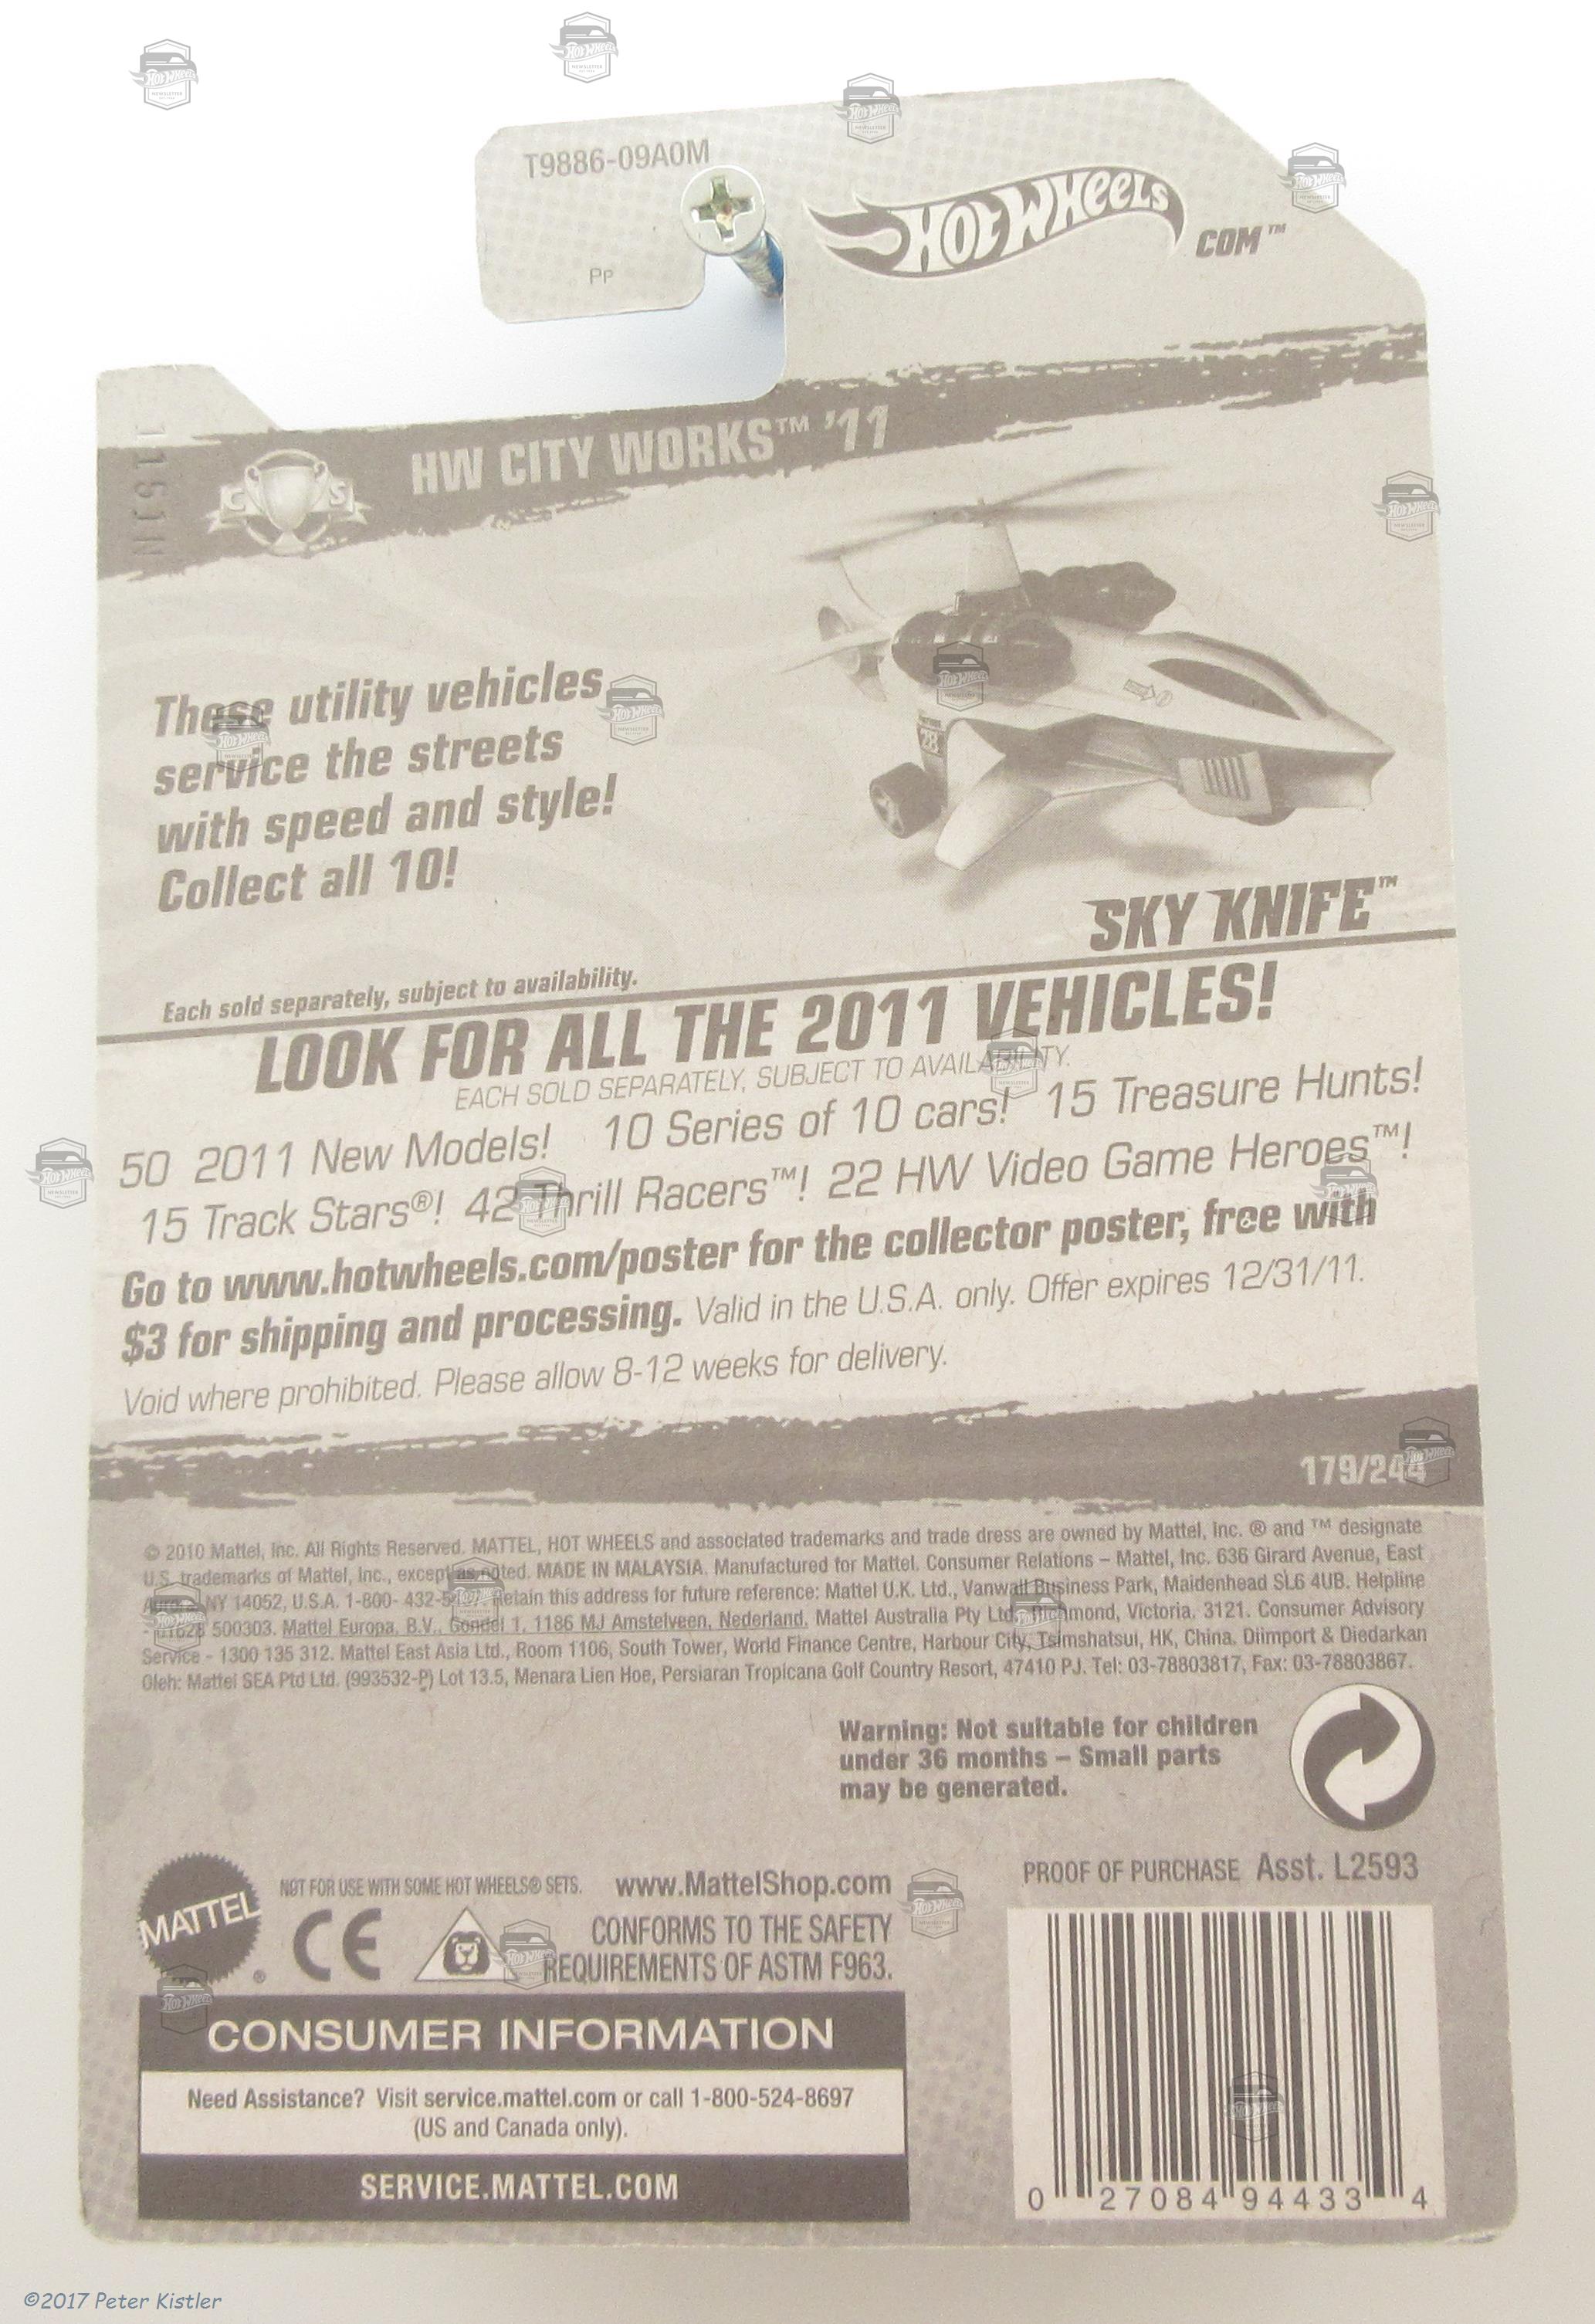 T9886-09A0M
Pp
HOT WHEELS
COM™
HW CITY WORKS™ '11
C S
28
These utility vehicles
service the streets
with speed and style!
Collect all 10!
SKY KNIFE™
Each sold separately, subject to availability.
LOOK FOR ALL THE 2011 VEHICLES!
EACH SOLD SEPARATELY, SUBJECT TO AVAILABILITY.
50 2011 New Models! 10 Series of 10 cars! 15 Treasure Hunts!
15 Track Stars®! 42 Thrill Racers™! 22 HW Video Game Heroes™!
Go to www.hotwheels.com/poster for the collector poster, free with
$3 for shipping and processing. Valid in the U.S.A. only. Offer expires 12/31/11.
Void where prohibited. Please allow 8-12 weeks for delivery.
179/244
© 2010 Mattel, Inc. All Rights Reserved. MATTEL, HOT WHEELS and associated trademarks and trade dress are owned by Mattel, Inc. ® and ™ designate
U.S. trademarks of Mattel, Inc., except as noted. MADE IN MALAYSIA. Manufactured for Mattel. Consumer Relations – Mattel, Inc. 636 Girard Avenue, East
NY 14052, U.S.A. 1-800- Retain this address for future reference: Mattel U.K. Ltd., Vanwall Business Park, Maidenhead SL6 4UB. Helpline
- 01628 500303. Mattel Europa, B.V., Gondel 1, 1186 MJ Amstelveen, Nederland. Mattel Australia Pty Ltd., Richmond, Victoria. 3121. Consumer Advisory
Service - 1300 135 312. Mattel East Asia Ltd., Room 1106, South Tower, World Finance Centre, Harbour City, Tsimshatsui, HK, China. Diimport & Diedarkan
Oleh: Mattel SEA Ptd Ltd. (993532-P) Lot 13.5, Menara Lien Hoe, Persiaran Tropicana Golf Country Resort, 47410 PJ. Tel: 03-78803817, Fax: 03-78803867.
Warning: Not suitable for children
under 36 months – Small parts
may be generated.
PROOF OF PURCHASE Asst. L2593
MATTEL ®
NOT FOR USE WITH SOME HOT WHEELS® SETS. www.MattelShop.com
CE
CONFORMS TO THE SAFETY
REQUIREMENTS OF ASTM F963.
CONSUMER INFORMATION
Need Assistance? Visit service.mattel.com or call 1-800-524-8697
(US and Canada only).
SERVICE.MATTEL.COM
0 27084 94433 4
©2017 Peter Kistler